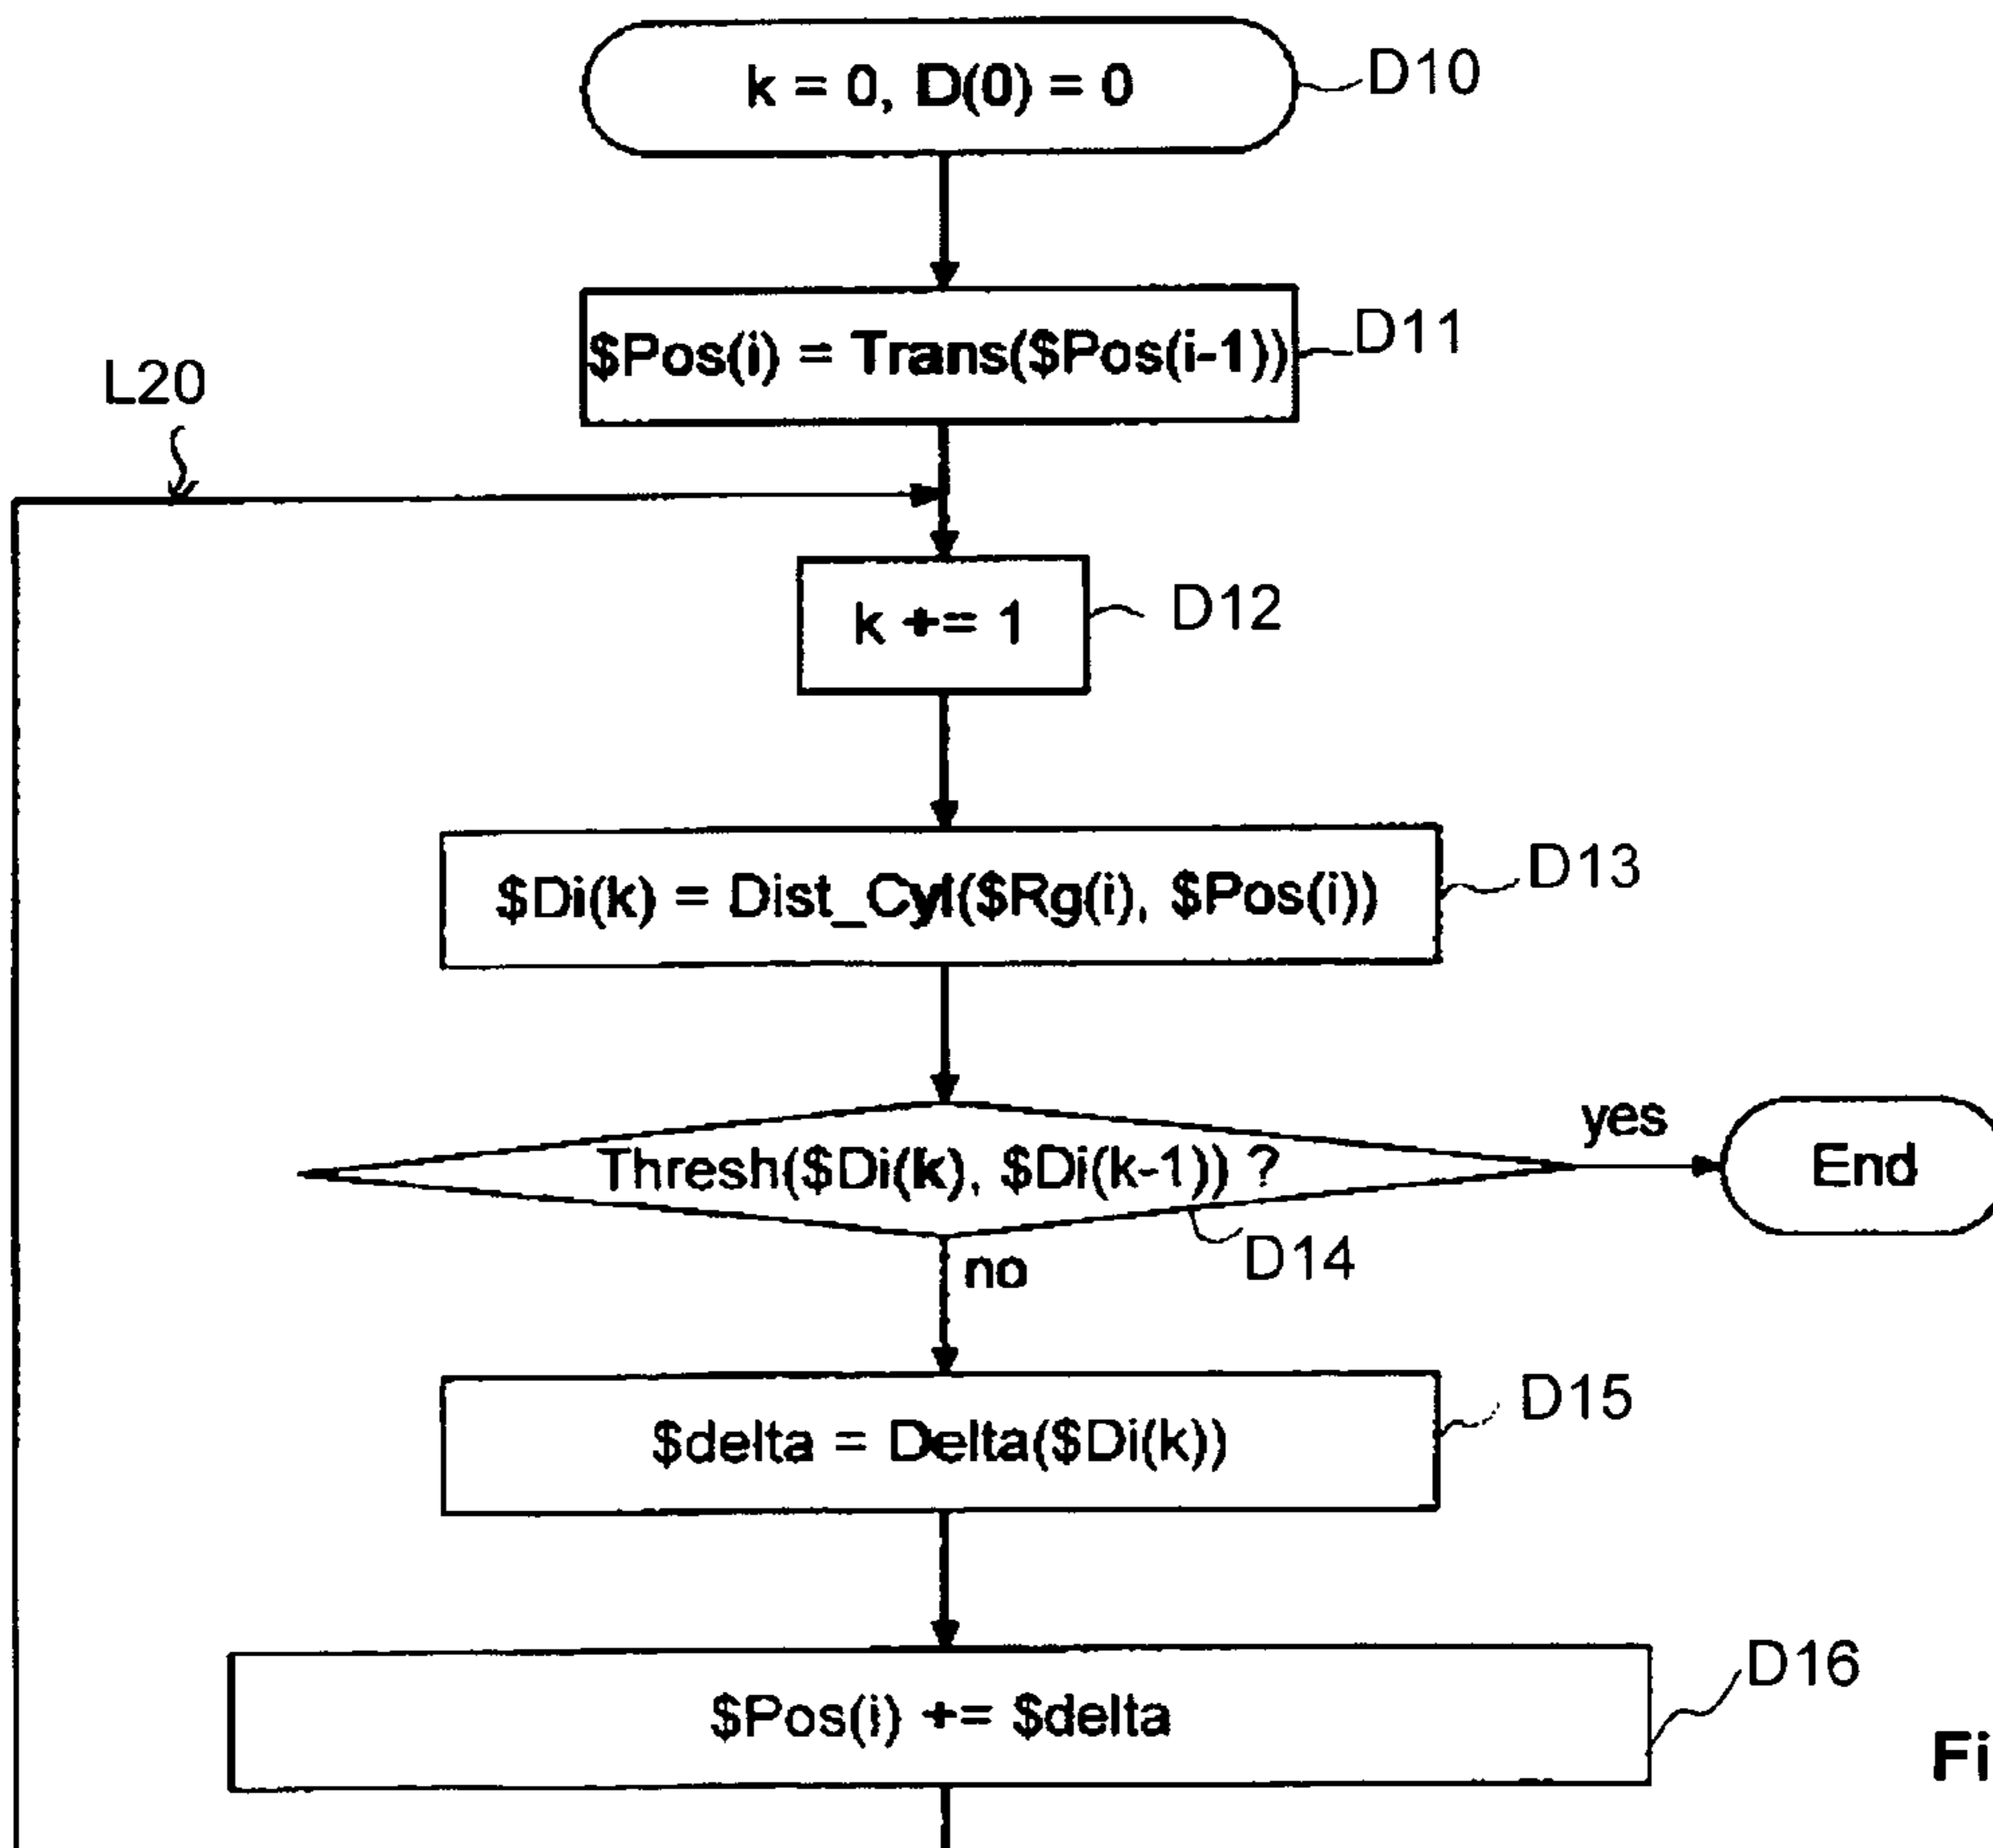 k = 0, D(0) = 0
D10
$Pos(i) = Trans($Pos(i-1))
D11
L20
k += 1
D12
$Di(k) = Dist_Cyl($Rg(i), $Pos(i))
D13
Thresh($Di(k), $Di(k-1)) ?
yes
End
D14
no
$delta = Delta($Di(k))
D15
$Pos(i) += $delta
D16
Fi